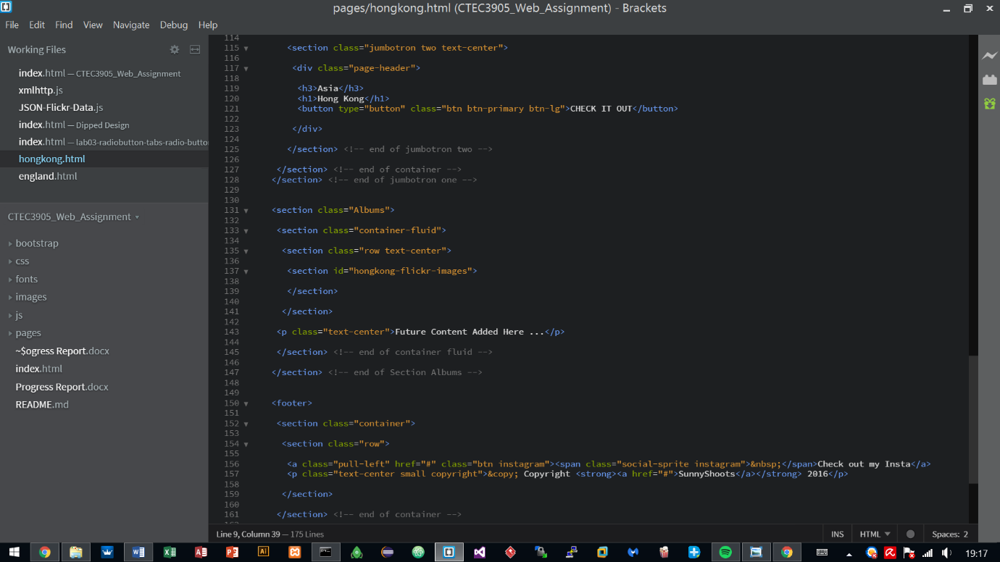 pages/hongkong.html (CTEC3905_Web_Assignment) - Brackets
File Edit Find View Navigate Debug Help
Working Files
index.html — CTEC3905_Web_Assignment
xmlhttp.js
JSON-Flickr-Data.js
index.html — Dipped Design
index.html — lab03-radiobutton-tabs-radio-butto
hongkong.html
england.html
CTEC3905_Web_Assignment
bootstrap
css
fonts
images
js
pages
~$ogress Report.docx
index.html
Progress Report.docx
README.md
114
115 <section class="jumbotron two text-center">
116
117 <div class="page-header">
118
119 <h3>Asia</h3>
120 <h1>Hong Kong</h1>
121 <button type="button" class="btn btn-primary btn-lg">CHECK IT OUT</button>
122
123 </div>
124
125 </section> <!-- end of jumbotron two -->
126
127 </section> <!-- end of container -->
128 </section> <!-- end of jumbotron one -->
129
130
131 <section class="Albums">
132
133 <section class="container-fluid">
134
135 <section class="row text-center">
136
137 <section id="hongkong-flickr-images">
138
139 </section>
140
141 </section>
142
143 <p class="text-center">Future Content Added Here ...</p>
144
145 </section> <!-- end of container fluid -->
146
147 </section> <!-- end of Section Albums -->
148
149
150 <footer>
151
152 <section class="container">
153
154 <section class="row">
155
156 <a class="pull-left" href="#" class="btn instagram"><span class="social-sprite instagram">&nbsp;</span>Check out my Insta</a>
157 <p class="text-center small copyright">&copy; Copyright <strong><a href="#">SunnyShoots</a></strong> 2016</p>
158
159 </section>
160
161 </section> <!-- end of container -->
Line 9, Column 39 — 175 Lines
INS HTML Spaces: 2
19:17